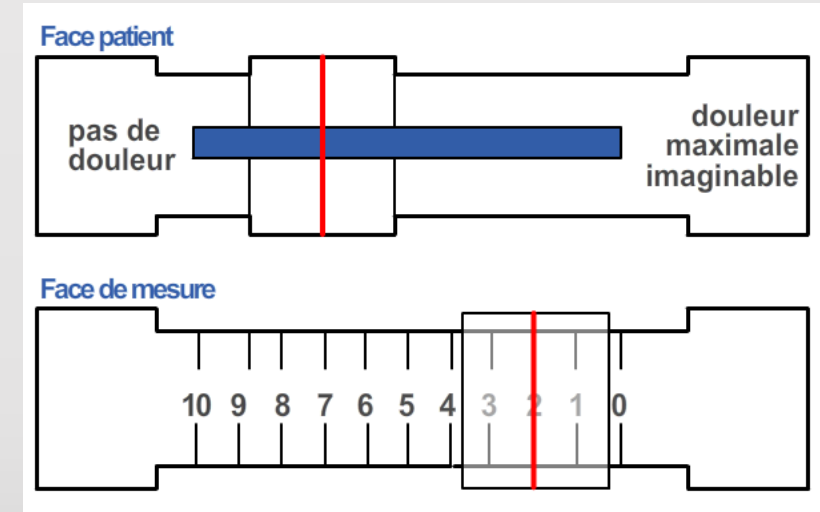 Face patient
pas de
douleur
douleur
maximale
imaginable
Face de mesure
10 9 8 7 6 5 4 3 2 1 0